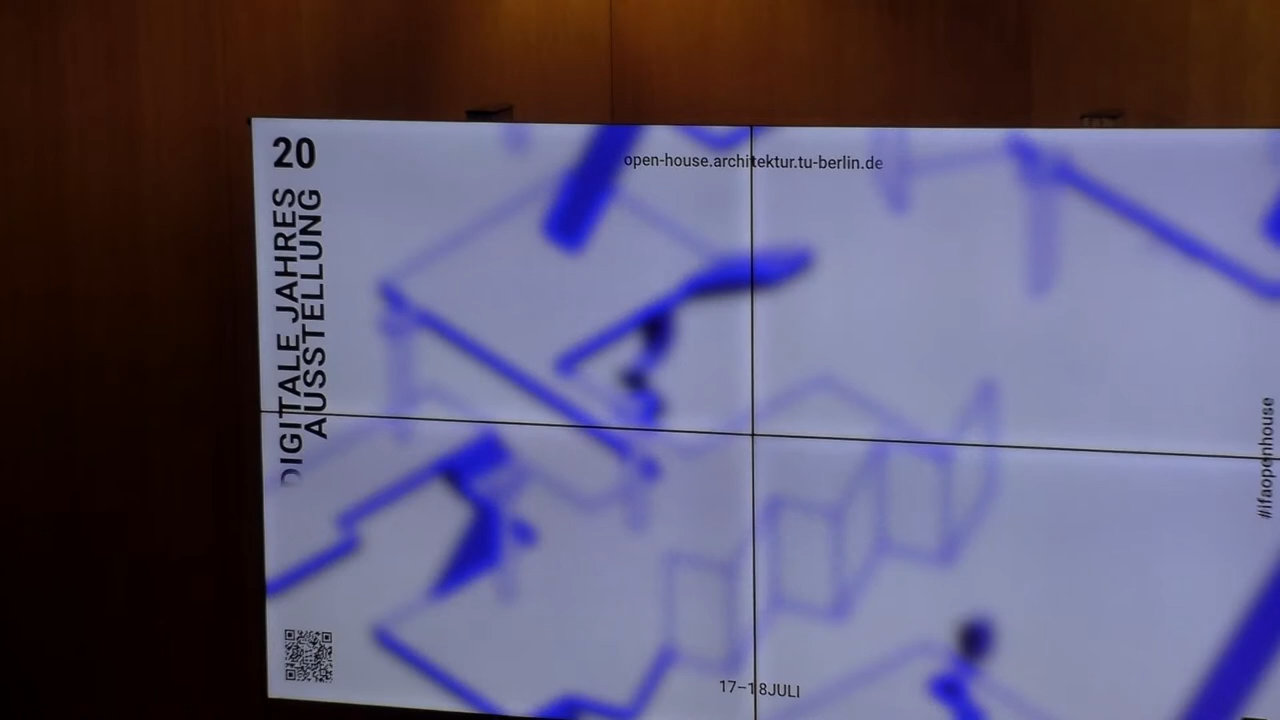 20
DIGITALE JAHRES
AUSSTELLUNG
open-house.architektur.tu-berlin.de
#ifaopenhouse
17–18JULI